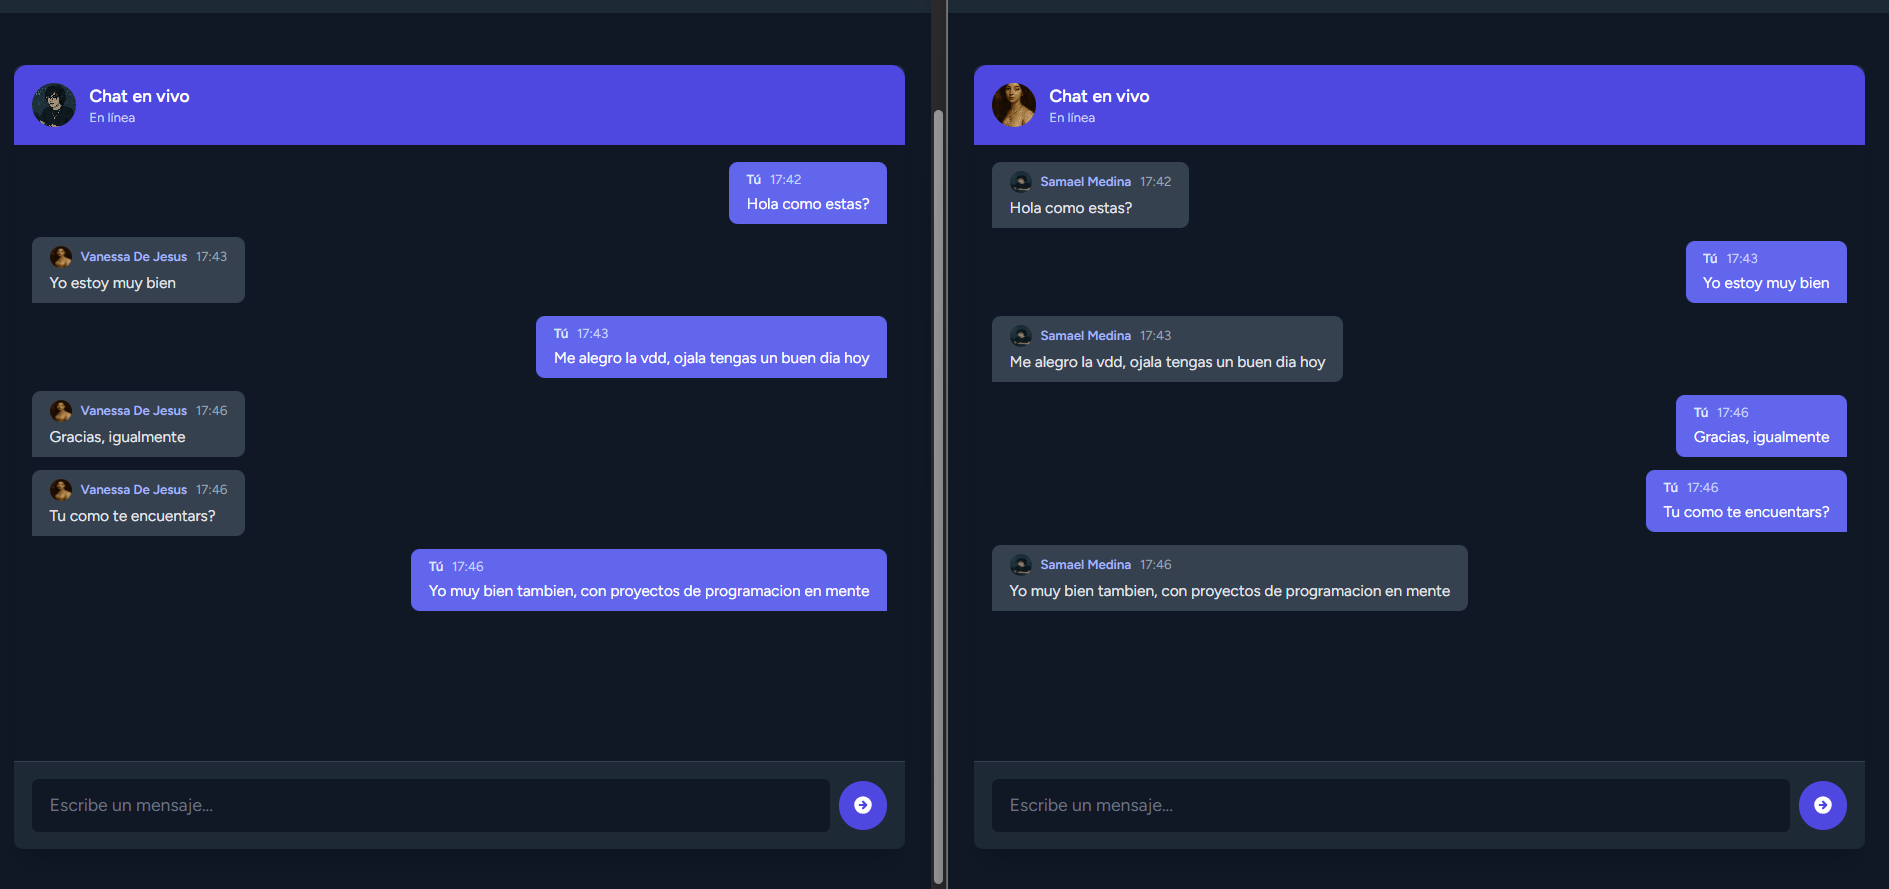 Chat en vivo
En línea
Tú 17:42
Hola como estas?
Vanessa De Jesus 17:43
Yo estoy muy bien
Tú 17:43
Me alegro la vdd, ojala tengas un buen dia hoy
Vanessa De Jesus 17:46
Gracias, igualmente
Vanessa De Jesus 17:46
Tu como te encuentars?
Tú 17:46
Yo muy bien tambien, con proyectos de programacion en mente
Escribe un mensaje...
Chat en vivo
En línea
Samael Medina 17:42
Hola como estas?
Tú 17:43
Yo estoy muy bien
Samael Medina 17:43
Me alegro la vdd, ojala tengas un buen dia hoy
Tú 17:46
Gracias, igualmente
Tú 17:46
Tu como te encuentars?
Samael Medina 17:46
Yo muy bien tambien, con proyectos de programacion en mente
Escribe un mensaje...